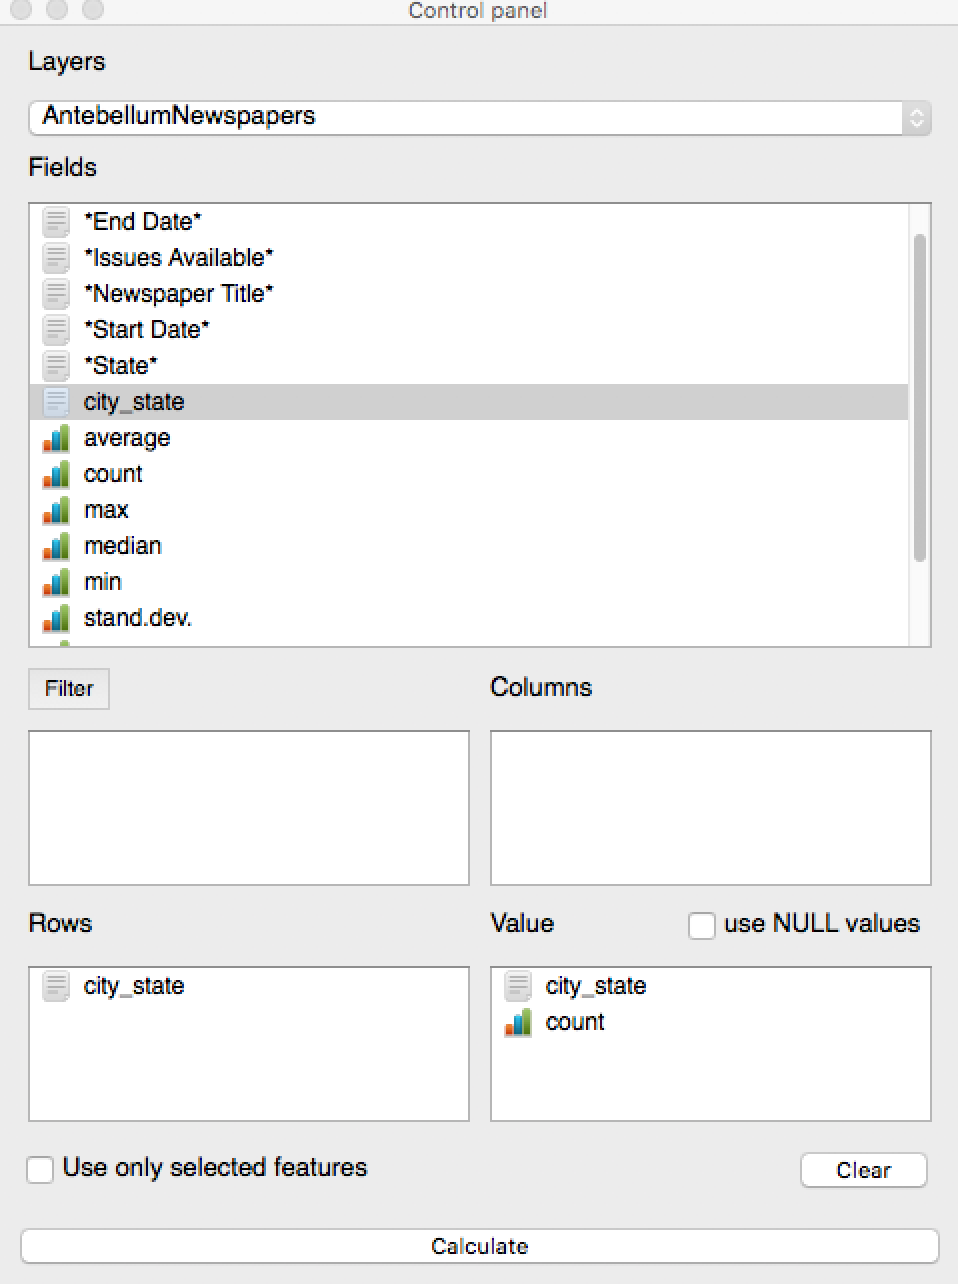 Control panel
Layers
AntebellumNewspapers
Fields
*End Date*
*Issues Available*
*Newspaper Title*
*Start Date*
*State*
city_state
average
count
max
median
min
stand.dev.
Filter
Columns
Rows
Value use NULL values
city_state
city_state
count
Use only selected features
Clear
Calculate